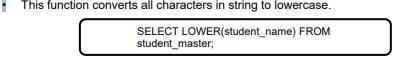 • This function converts all characters in string to lowercase.
SELECT LOWER(student_name) FROM
student_master;